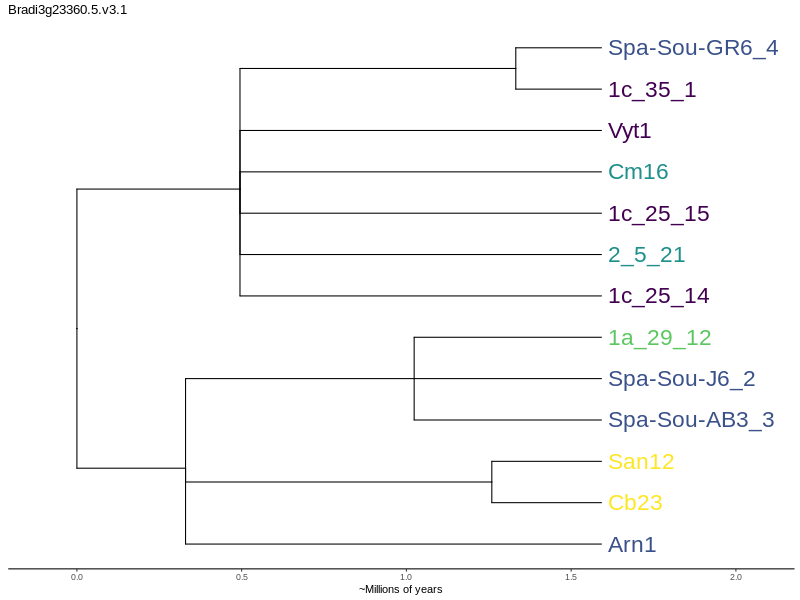 Bradi3g23360.5.v3.1
Spa-Sou-GR6_4
1c_35_1
Vyt1
Cm16
1c_25_15
2_5_21
1c_25_14
1a_29_12
Spa-Sou-J6_2
Spa-Sou-AB3_3
San12
Cb23
Arn1
0.0 0.5 1.0 1.5 2.0
~Millions of years